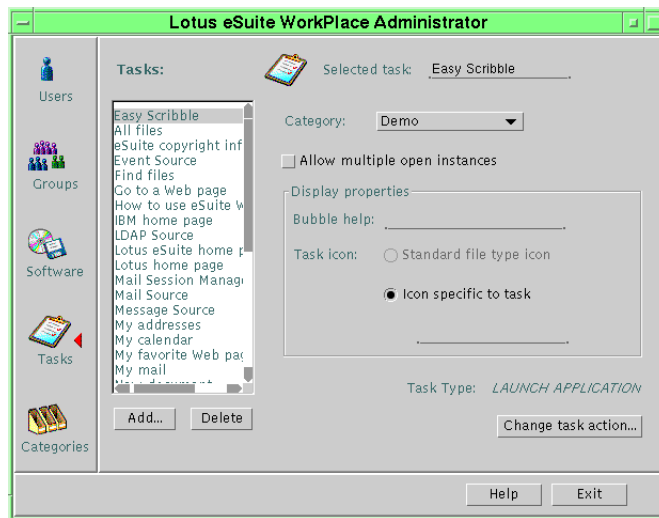 Lotus eSuite WorkPlace Administrator
Users
Groups
Software
Tasks
Categories
Tasks:
Easy Scribble
All files
eSuite copyright inf
Event Source
Find files
Go to a Web page
How to use eSuite W
IBM home page
LDAP Source
Lotus eSuite home p
Lotus home page
Mail Session Manag
Mail Source
Message Source
My addresses
My calendar
My favorite Web pag
My mail
Add...
Delete
Selected task: Easy Scribble
Category: Demo
Allow multiple open instances
Display properties
Bubble help:
Task icon: Standard file type icon
Icon specific to task
Task Type: LAUNCH APPLICATION
Change task action...
Help
Exit